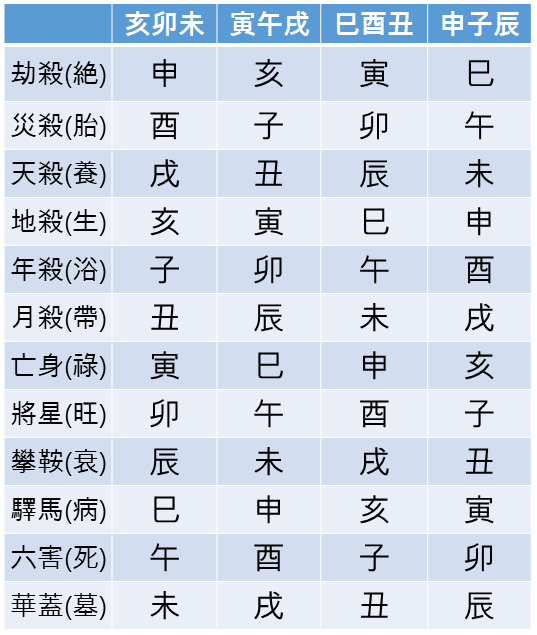 亥卯未 寅午戌 巳酉丑 申子辰
劫殺(絶) 申 亥 寅 巳
災殺(胎) 酉 子 卯 午
天殺(養) 戌 丑 辰 未
地殺(生) 亥 寅 巳 申
年殺(浴) 子 卯 午 酉
月殺(帶) 丑 辰 未 戌
亡身(祿) 寅 巳 申 亥
將星(旺) 卯 午 酉 子
攀鞍(衰) 辰 未 戌 丑
驛馬(病) 巳 申 亥 寅
六害(死) 午 酉 子 卯
華蓋(墓) 未 戌 丑 辰